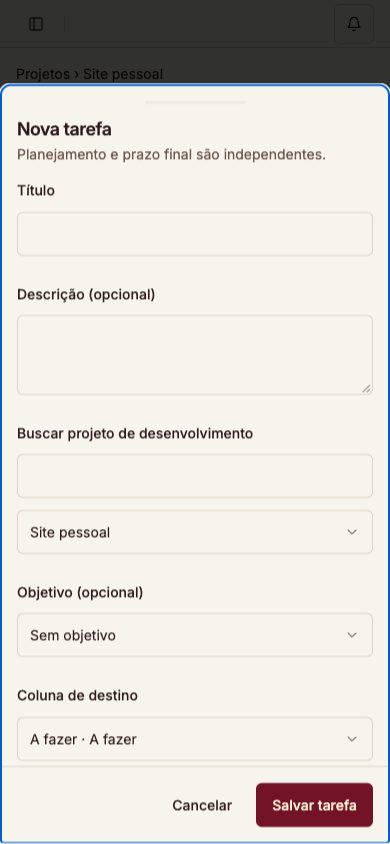 Projetos › Site pessoal
Nova tarefa
Planejamento e prazo final são independentes.
Título
Descrição (opcional)
Buscar projeto de desenvolvimento
Site pessoal
Objetivo (opcional)
Sem objetivo
Coluna de destino
A fazer · A fazer
Cancelar
Salvar tarefa